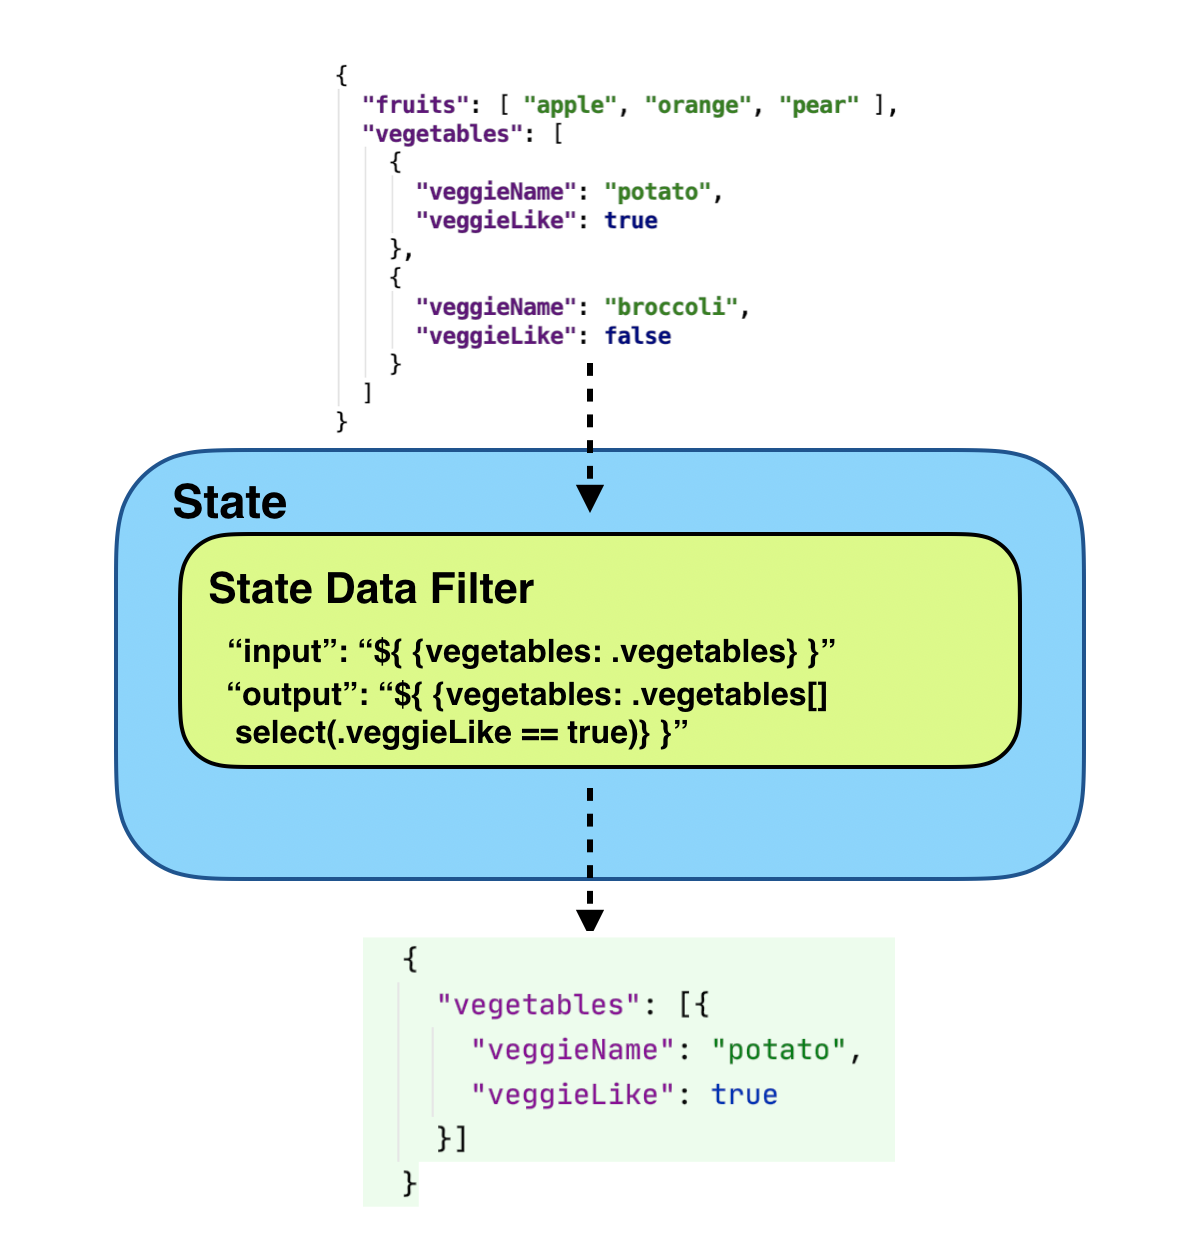 {
  "fruits": [ "apple", "orange", "pear" ],
  "vegetables": [
    {
      "veggieName": "potato",
      "veggieLike": true
    },
    {
      "veggieName": "broccoli",
      "veggieLike": false
    }
  ]
}
State
State Data Filter
“input”: “${ {vegetables: .vegetables} }”
“output”: “${ {vegetables: .vegetables[]
select(.veggieLike == true)} }”
{
  "vegetables": [{
    "veggieName": "potato",
    "veggieLike": true
  }]
}